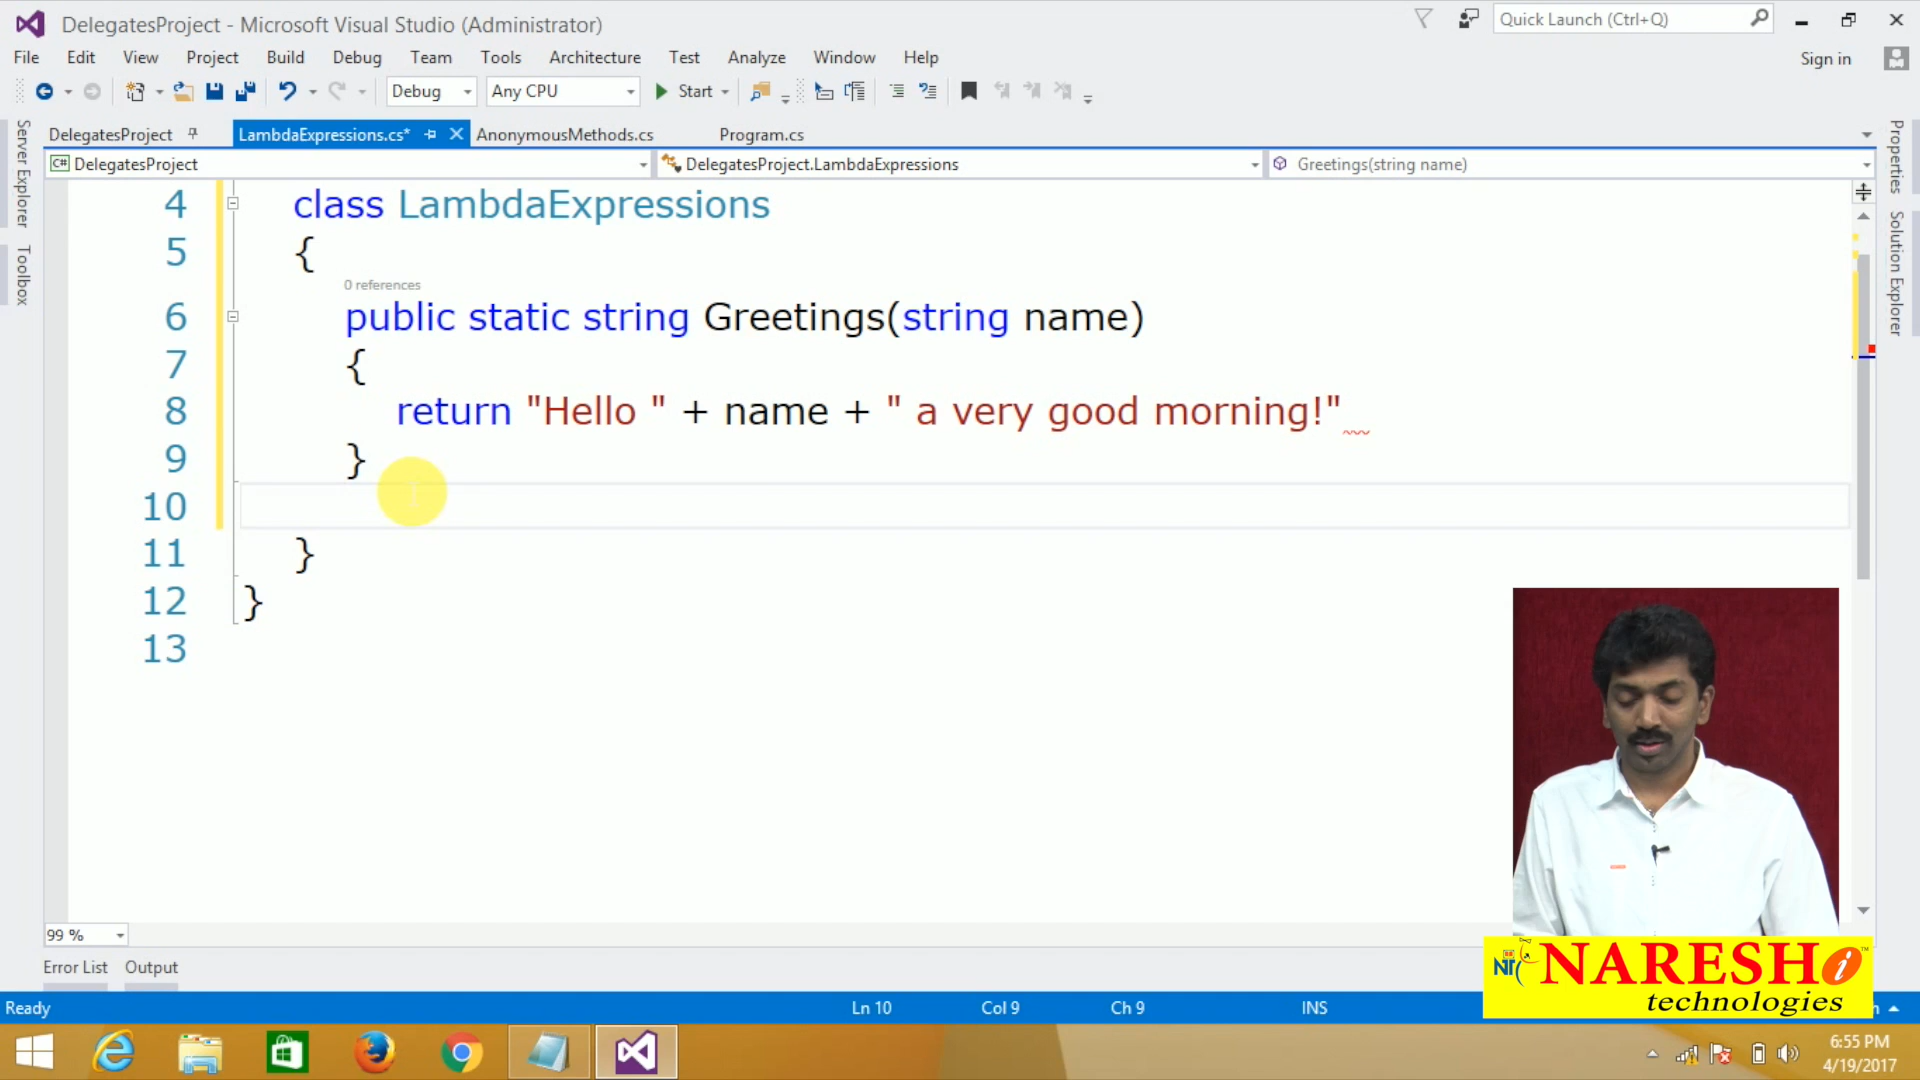 DelegatesProject - Microsoft Visual Studio (Administrator)
Quick Launch (Ctrl+Q)
File Edit View Project Build Debug Team Tools Architecture Test Analyze Window Help
Sign in
Debug Any CPU Start
DelegatesProject LambdaExpressions.cs* AnonymousMethods.cs Program.cs
C# DelegatesProject DelegatesProject.LambdaExpressions Greetings(string name)
Server Explorer
Toolbox
Properties
Solution Explorer
4 class LambdaExpressions
5 {
0 references
6 public static string Greetings(string name)
7 {
8 return "Hello " + name + " a very good morning!"
9 }
10
11 }
12 }
13
99 %
Error List Output
Ready Ln 10 Col 9 Ch 9 INS
NARESH i ™
technologies
6:55 PM
4/19/2017